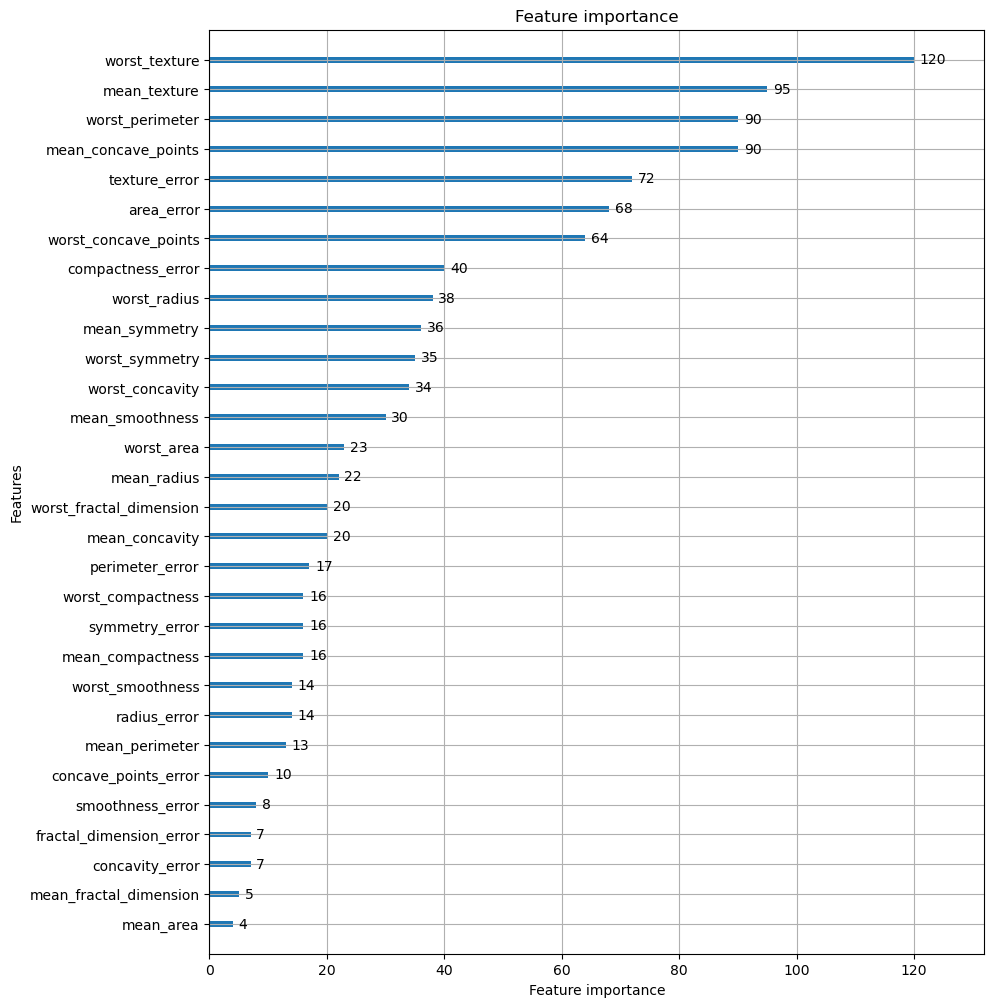 Feature importance
worst_texture 120
mean_texture 95
worst_perimeter 90
mean_concave_points 90
texture_error 72
area_error 68
worst_concave_points 64
compactness_error 40
worst_radius 38
mean_symmetry 36
worst_symmetry 35
worst_concavity 34
mean_smoothness 30
worst_area 23
mean_radius 22
worst_fractal_dimension 20
mean_concavity 20
perimeter_error 17
worst_compactness 16
symmetry_error 16
mean_compactness 16
worst_smoothness 14
radius_error 14
mean_perimeter 13
concave_points_error 10
smoothness_error 8
fractal_dimension_error 7
concavity_error 7
mean_fractal_dimension 5
mean_area 4
Features
0 20 40 60 80 100 120
Feature importance